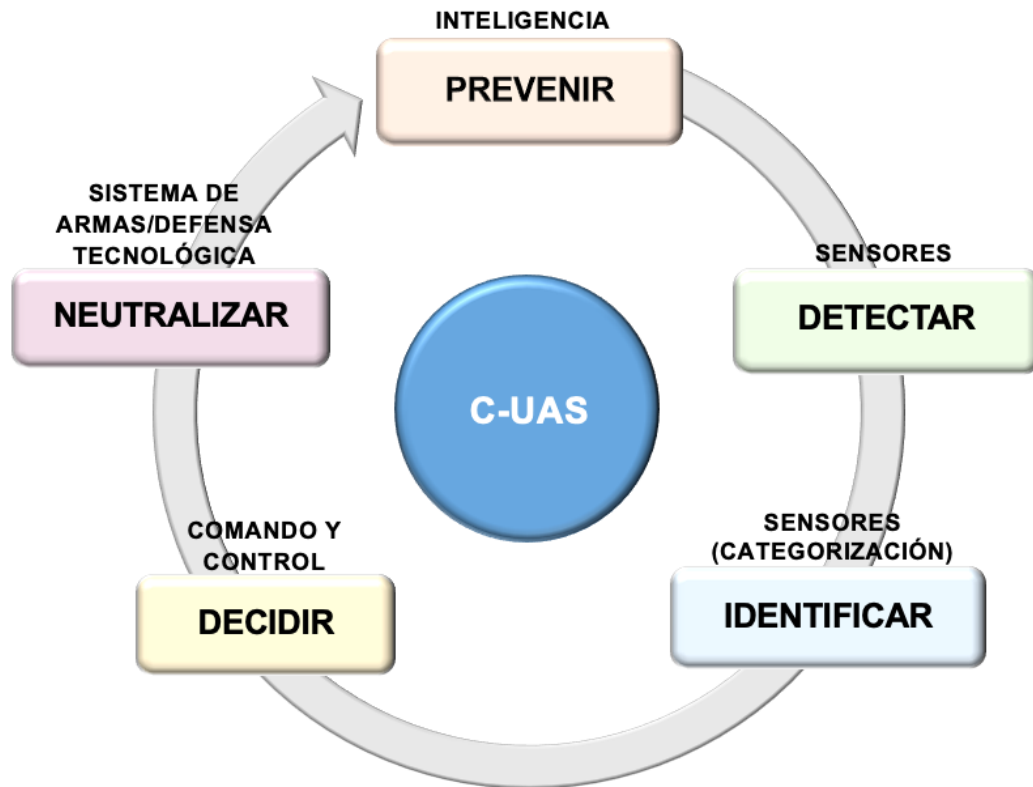 INTELIGENCIA
PREVENIR
SENSORES
DETECTAR
SENSORES
(CATEGORIZACIÓN)
IDENTIFICAR
COMANDO Y
CONTROL
DECIDIR
SISTEMA DE
ARMAS/DEFENSA
TECNOLÓGICA
NEUTRALIZAR
C-UAS